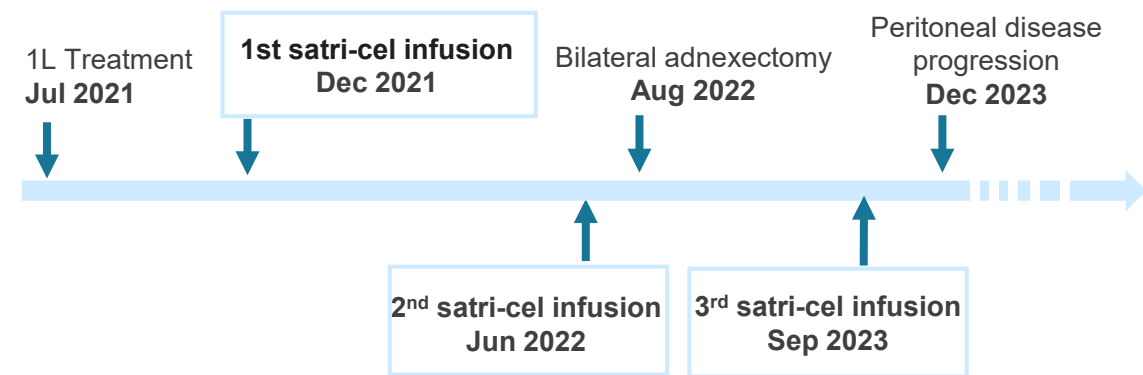 1L Treatment
Jul 2021
1st satri-cel infusion
Dec 2021
Bilateral adnexectomy
Aug 2022
Peritoneal disease
progression
Dec 2023
2nd satri-cel infusion
Jun 2022
3rd satri-cel infusion
Sep 2023